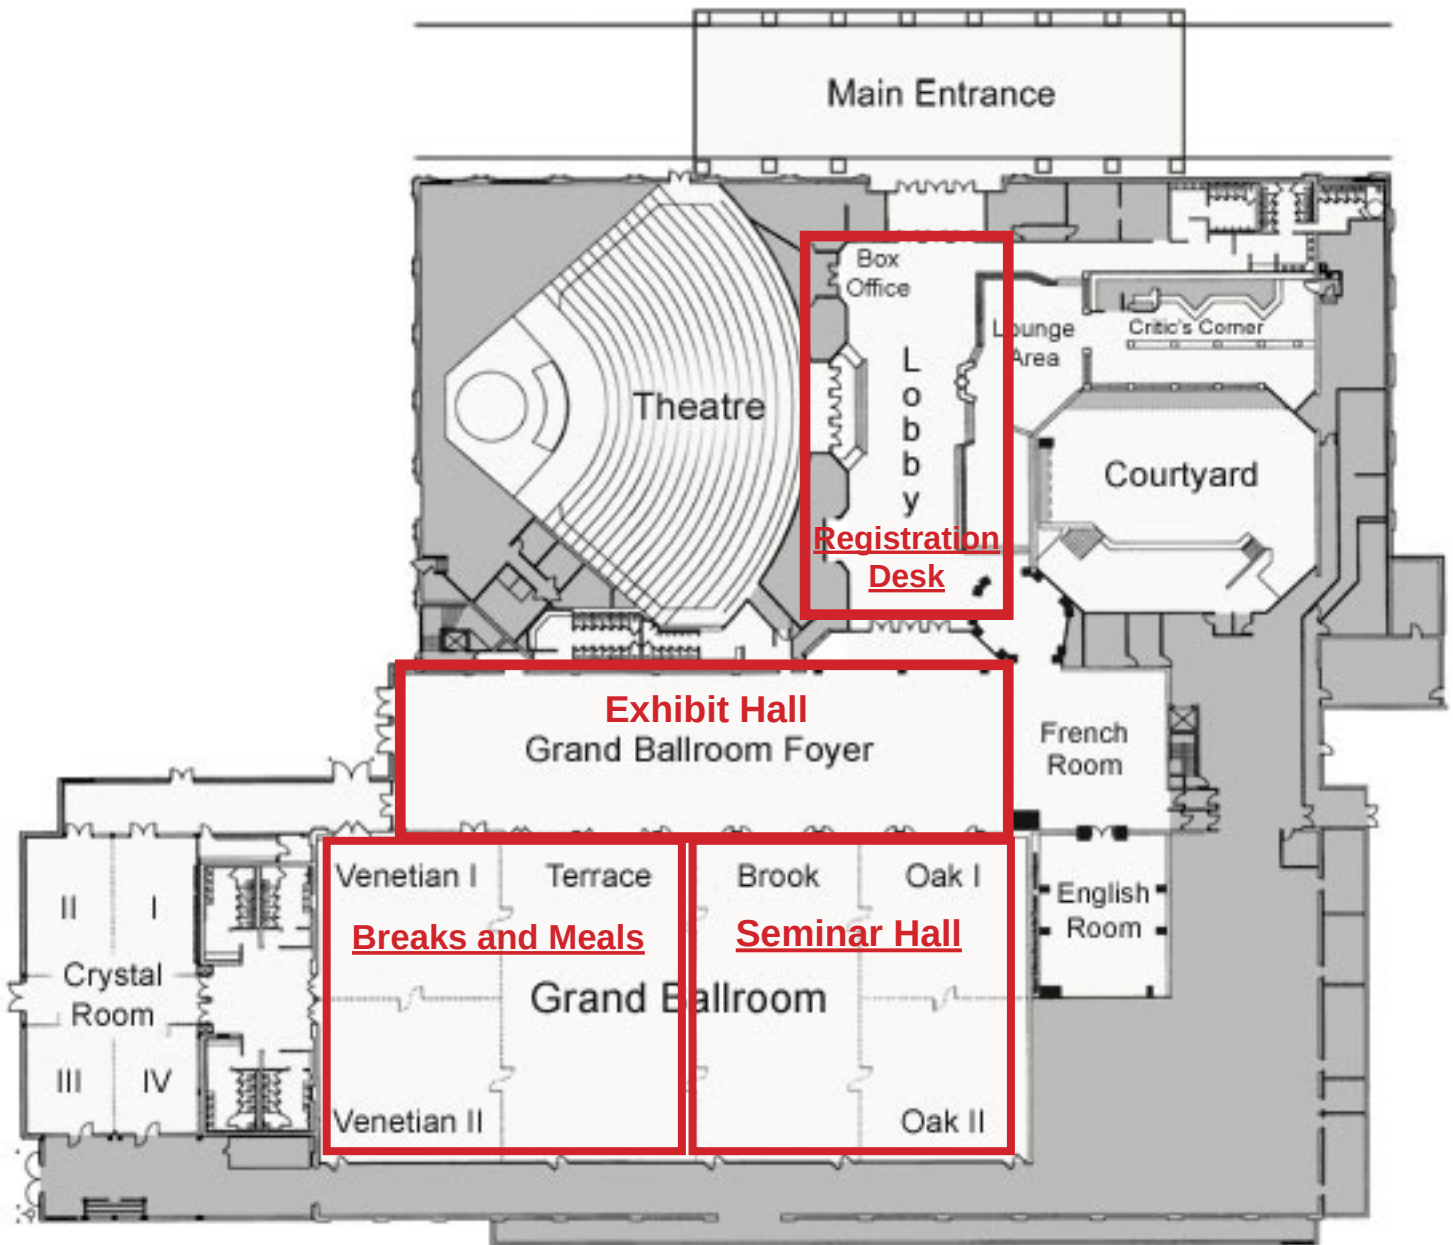 Main Entrance
Box
Office
Lobby
Lounge
Area
Critic's Corner
Theatre
Courtyard
Registration
Desk
Exhibit Hall
Grand Ballroom Foyer
French
Room
Venetian I
Terrace
Brook
Oak I
II
I
English
Room
Breaks and Meals
Seminar Hall
Crystal
Room
Grand Ballroom
III
IV
Venetian II
Oak II